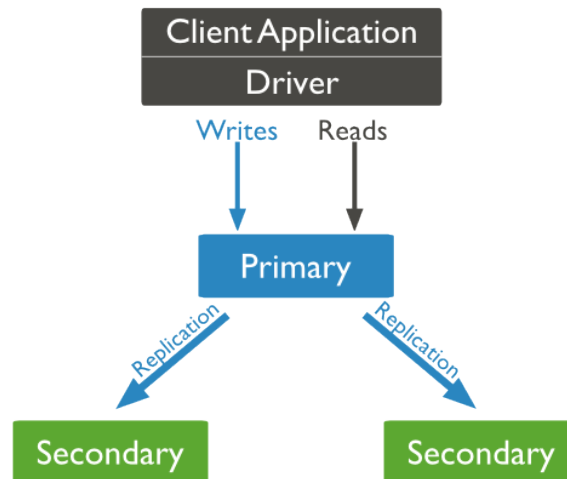 Client Application
Driver
Writes Reads
Primary
Replication Replication
Secondary Secondary